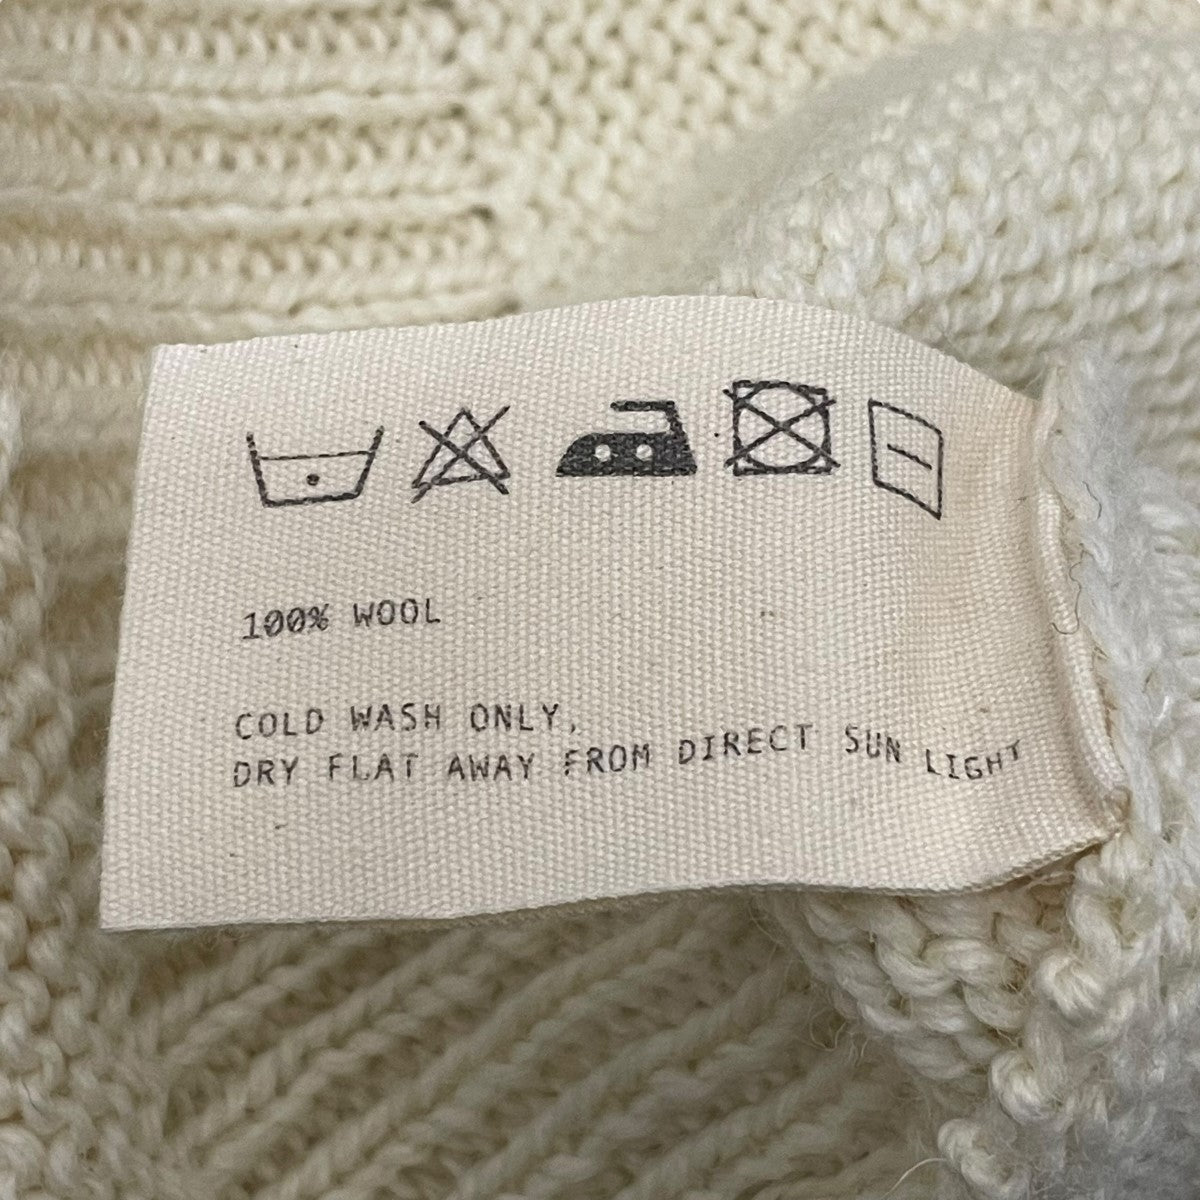 100% WOOL
COLD WASH ONLY,
DRY FLAT AWAY FROM DIRECT SUN LIGHT